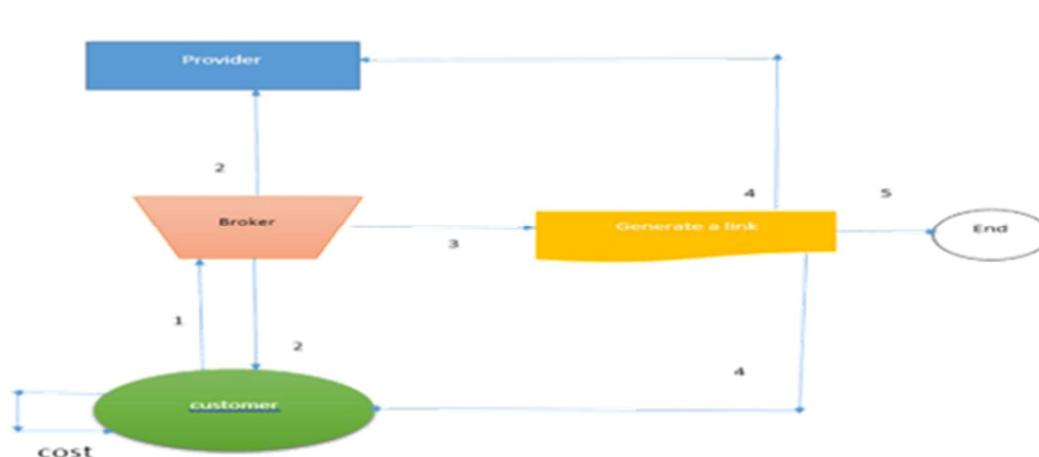 Provider
2
4
5
Broker
Generate a link
End
3
1
2
4
customer
cost